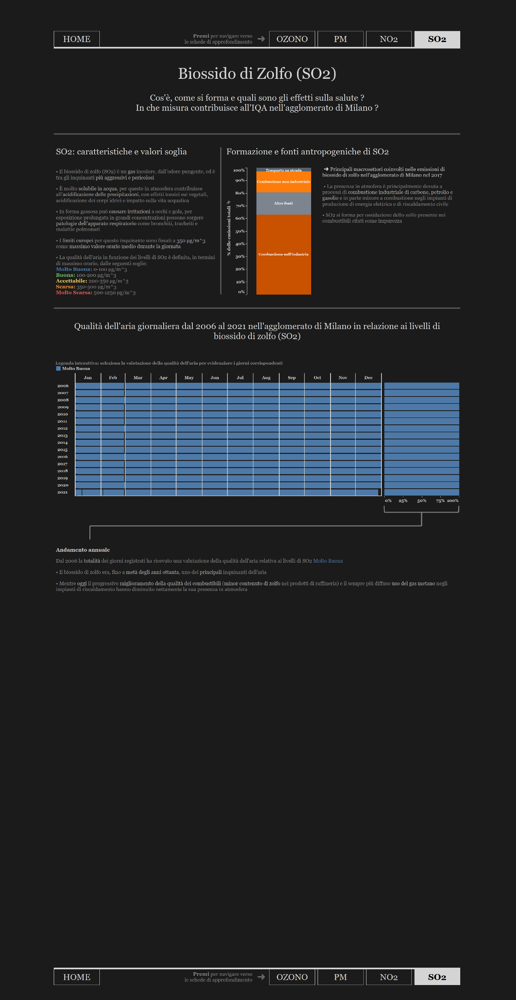 HOME
Premi per navigare verso
le schede di approfondimento
➜
OZONO
PM
NO2
SO2
Biossido di Zolfo (SO2)
Cos'è, come si forma e quali sono gli effetti sulla salute ?
In che misura contribuisce all'IQA nell'agglomerato di Milano ?
SO2: caratteristiche e valori soglia
• Il biossido di zolfo (SO2) è un gas incolore, dall'odore pungente, ed è
tra gli inquinanti più aggressivi e pericolosi
• È molto solubile in acqua, per questo in atmosfera contribuisce
all'acidificazione delle precipitazioni, con effetti tossici sui vegetali,
acidificazione dei corpi idrici e impatto sulla vita acquatica
• In forma gassosa puó causare irritazioni a occhi e gola, per
esposizione prolungata in grandi concentrazioni possono sorgere
patologie dell'apparato respiratorio come bronchiti, tracheiti e
malattie polmonari
• I limiti europei per questo inquinante sono fissati a 350 µg/m^3
come massimo valore orario medio durante la giornata
• La qualità dell'aria in funzione dei livelli di SO2 è definita, in termini
di massimo orario, dalle seguenti soglie:
Molto Buona: 0-100 µg/m^3
Buona: 100-200 µg/m^3
Accettabile: 200-350 µg/m^3
Scarsa: 350-500 µg/m^3
Molto Scarsa: 500-1250 µg/m^3
Formazione e fonti antropogeniche di SO2
% delle emissioni totali
100%
90%
80%
70%
60%
50%
40%
30%
20%
10%
0%
Trasporto su strada
Combustione non industriale
Altre fonti
Combustione nell'industria
➜ Principali macrosettori coinvolti nelle emissioni di
biossido di zolfo nell'agglomerato di Milano nel 2017
• La presenza in atmofera è principalmente dovuta a
processi di combustione industriale di carbone, petrolio e
gasolio e in parte minore a combustione negli impianti di
produzione di energia elettrica e di riscaldamento civile
• SO2 si forma per ossidazione dello zolfo presente nei
combustibili citati come impurezza
Qualità dell'aria giornaliera dal 2006 al 2021 nell'agglomerato di Milano in relazione ai livelli di
biossido di zolfo (SO2)
Legenda interattiva: seleziona la valutazione della qualità dell'aria per evidenziare i giorni corrispondenti
Molto Buona
Jan Feb Mar Apr May Jun Jul Aug Sep Oct Nov Dec
2006
2007
2008
2009
2010
2011
2012
2013
2014
2015
2016
2017
2018
2019
2020
2021
0% 25% 50% 75% 100%
Andamento annuale
Dal 2006 la totalità dei giorni registrati ha ricevuto una valutazione della qualità dell'aria relativa ai livelli di SO2 Molto Buona
• Il biossido di zolfo era, fino a metà degli anni ottanta, uno dei principali inquinanti dell'aria
• Mentre oggi il progressivo miglioramento della qualità dei combustibili (minor contenuto di zolfo nei prodotti di raffineria) e il sempre più diffuso uso del gas metano negli
impianti di riscaldamento hanno diminuito nettamente la sua presenza in atmosfera
HOME
Premi per navigare verso
le schede di approfondimento
➜
OZONO
PM
NO2
SO2